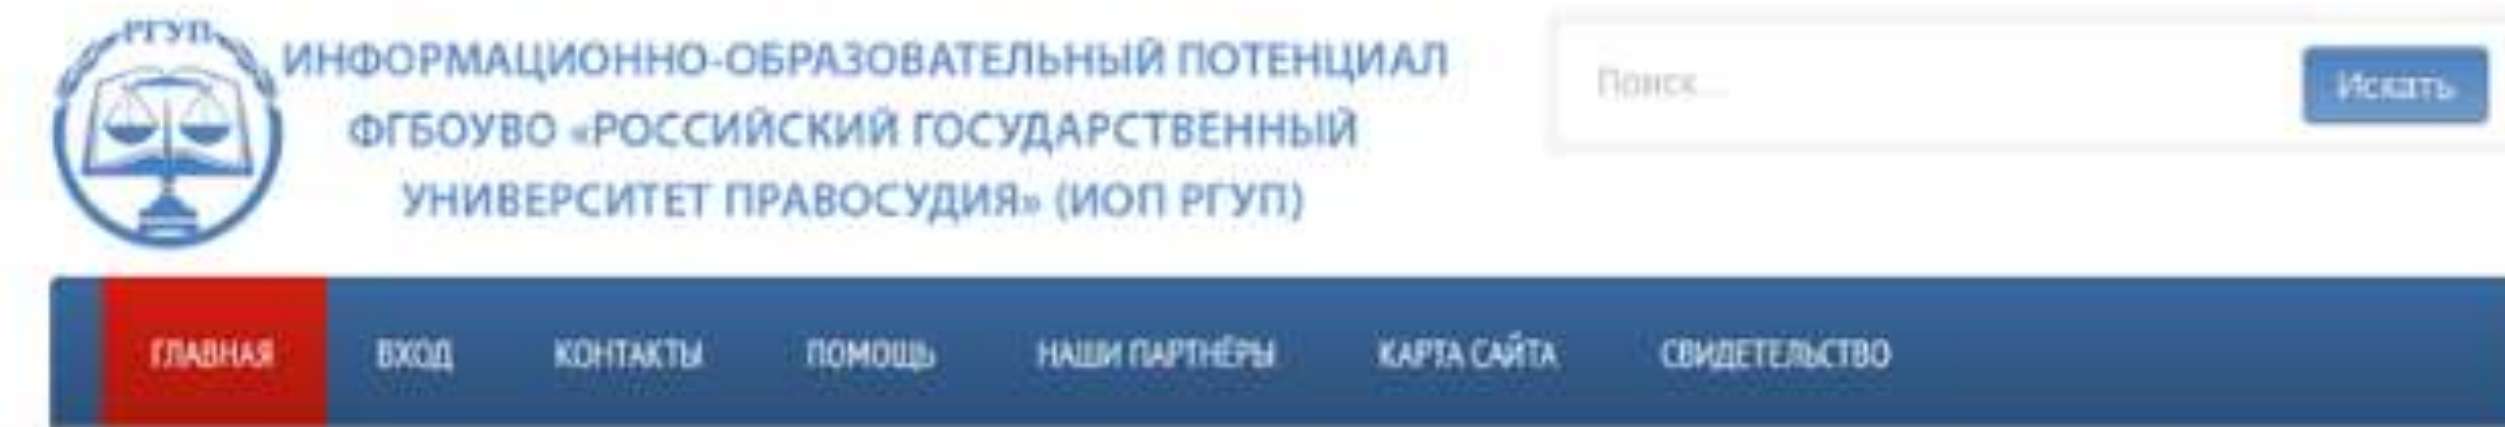 РГУП
ИНФОРМАЦИОННО-ОБРАЗОВАТЕЛЬНЫЙ ПОТЕНЦИАЛ
ФГБОУВО «РОССИЙСКИЙ ГОСУДАРСТВЕННЫЙ
УНИВЕРСИТЕТ ПРАВОСУДИЯ» (ИОП РГУП)
Поиск... Искать
ГЛАВНАЯ ВХОД КОНТАКТЫ ПОМОЩЬ НАШИ ПАРТНЁРЫ КАРТА САЙТА СВИДЕТЕЛЬСТВО